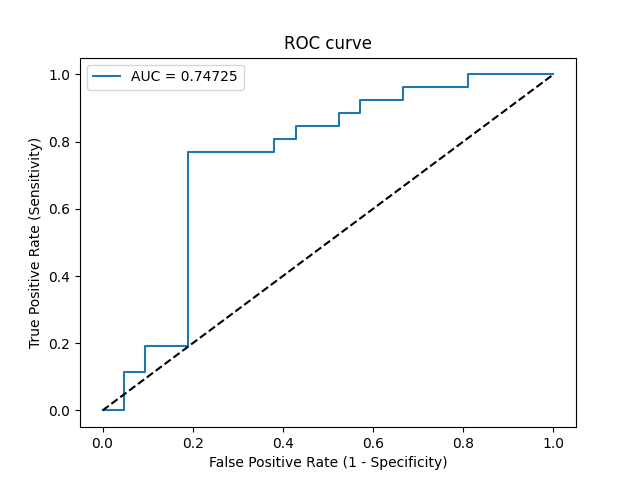 ROC curve
AUC = 0.74725
True Positive Rate (Sensitivity)
1.0
0.8
0.6
0.4
0.2
0.0
0.0 0.2 0.4 0.6 0.8 1.0
False Positive Rate (1 - Specificity)